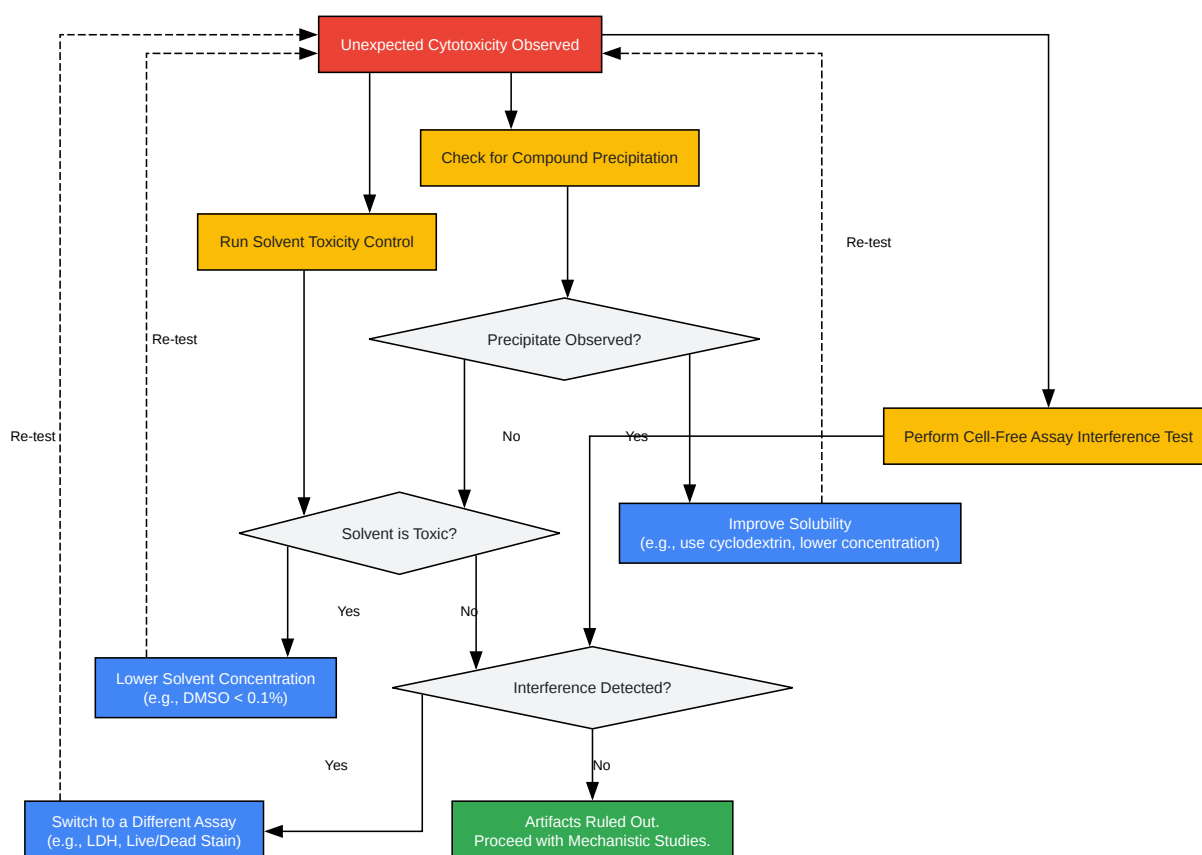 Unexpected Cytotoxicity Observed
Check for Compound Precipitation
Run Solvent Toxicity Control
Re-test
Precipitate Observed?
Re-test
Re-test
No
Yes
Perform Cell-Free Assay Interference Test
Improve Solubility
(e.g., use cyclodextrin, lower concentration)
Solvent is Toxic?
Yes
No
Lower Solvent Concentration
(e.g., DMSO < 0.1%)
Interference Detected?
Yes
No
Switch to a Different Assay
(e.g., LDH, Live/Dead Stain)
Artifacts Ruled Out.
Proceed with Mechanistic Studies.